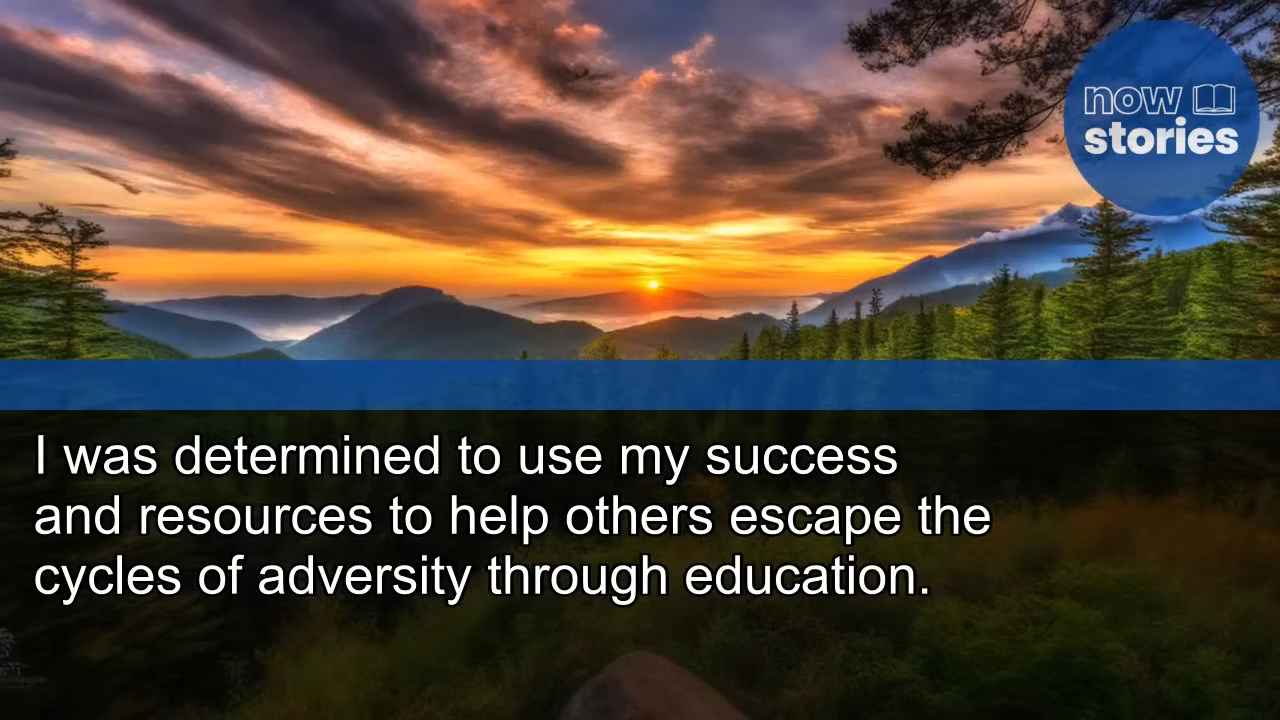 now
stories
I was determined to use my success
and resources to help others escape the
cycles of adversity through education.